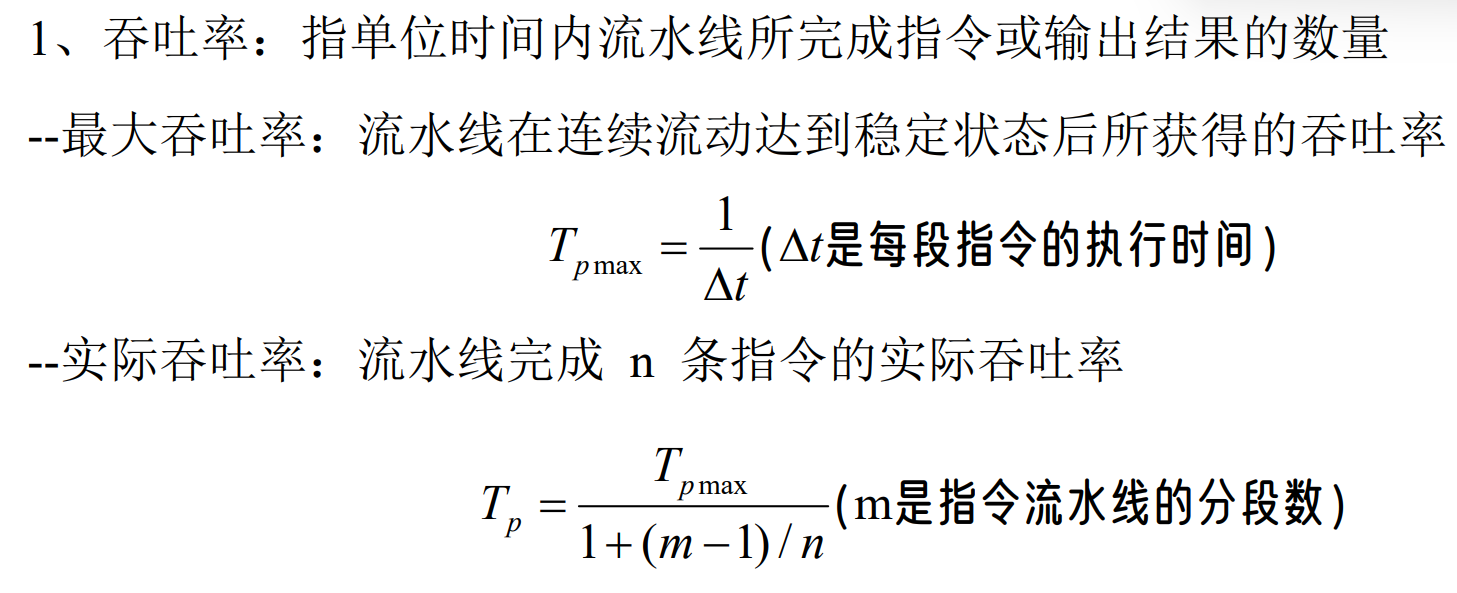 1、吞吐率：指单位时间内流水线所完成指令或输出结果的数量
--最大吞吐率：流水线在连续流动达到稳定状态后所获得的吞吐率
T_{p max} = \frac{1}{Δt} (Δt是每段指令的执行时间)
--实际吞吐率：流水线完成 n 条指令的实际吞吐率
T_p = \frac{T_{p max}}{1+(m-1)/n} (m是指令流水线的分段数)